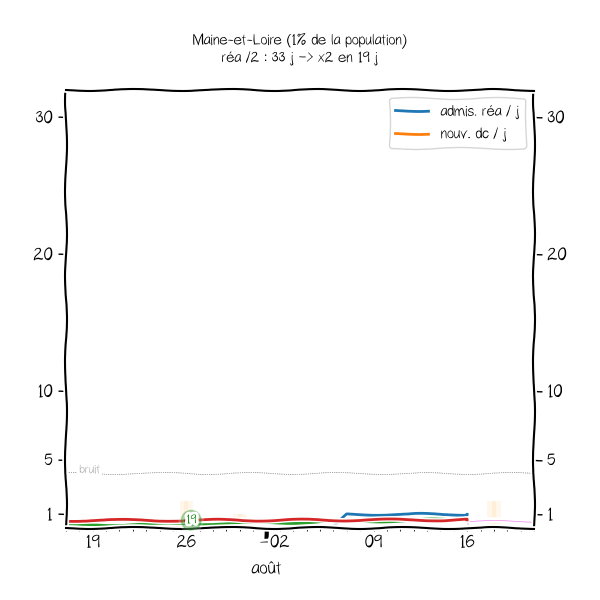 Maine-et-Loire (1% de la population)
réa /2 : 33 j -> x2 en 19 j
admis. réa / j
nouv. dc / j
30
30
20
20
10
10
5
5
bruit
1
1
19
19
26
02
09
16
août